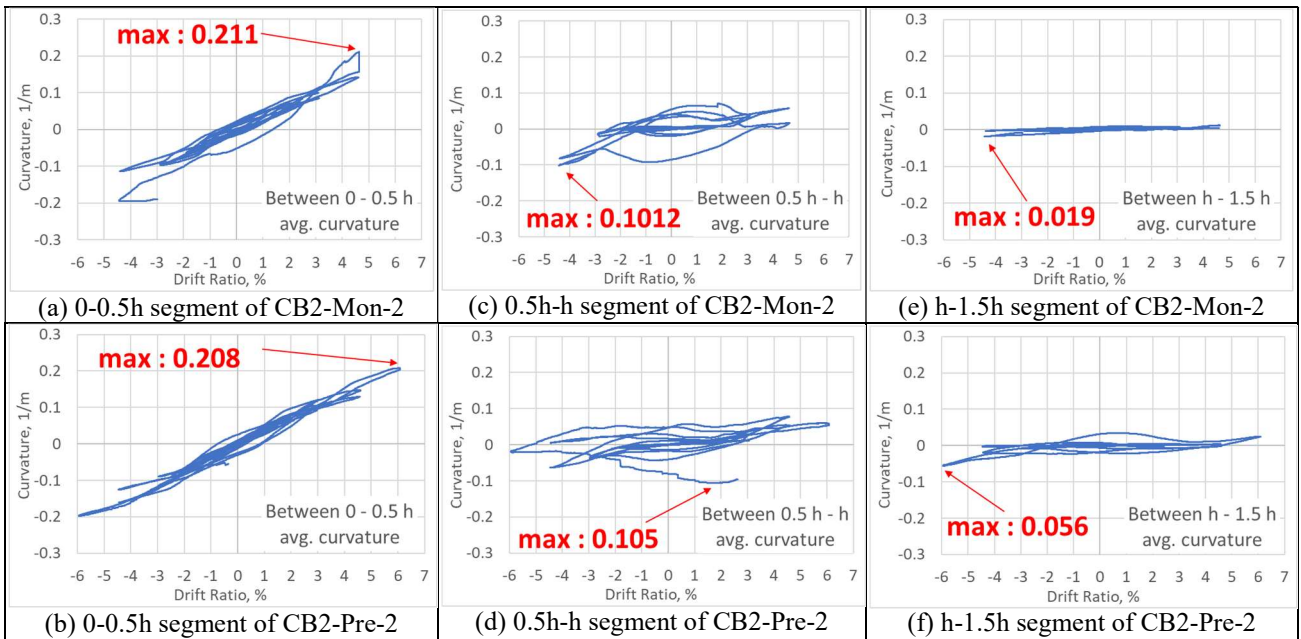 0.3
0.2
0.1
0
-0.1
-0.2
-0.3
Curvature, 1/m
max : 0.211
Between 0 - 0.5 h
avg. curvature
-6 -5 -4 -3 -2 -1 0 1 2 3 4 5 6 7
Drift Ratio, %
(a) 0-0.5h segment of CB2-Mon-2
0.3
0.2
0.1
0
-0.1
-0.2
-0.3
Curvature, 1/m
max : 0.1012
Between 0.5 h - h
avg. curvature
-6 -5 -4 -3 -2 -1 0 1 2 3 4 5 6 7
Drift Ratio, %
(c) 0.5h-h segment of CB2-Mon-2
0.3
0.2
0.1
0
-0.1
-0.2
-0.3
Curvature, 1/m
max : 0.019
Between h - 1.5 h
avg. curvature
-6 -5 -4 -3 -2 -1 0 1 2 3 4 5 6 7
Drift Ratio, %
(e) h-1.5h segment of CB2-Mon-2
0.3
0.2
0.1
0
-0.1
-0.2
-0.3
Curvature, 1/m
max : 0.208
Between 0 - 0.5 h
avg. curvature
-6 -5 -4 -3 -2 -1 0 1 2 3 4 5 6 7
Drift Ratio, %
(b) 0-0.5h segment of CB2-Pre-2
0.3
0.2
0.1
0
-0.1
-0.2
-0.3
Curvature, 1/m
max : 0.105
Between 0.5 h - h
avg. curvature
-6 -5 -4 -3 -2 -1 0 1 2 3 4 5 6 7
Drift Ratio, %
(d) 0.5h-h segment of CB2-Pre-2
0.3
0.2
0.1
0
-0.1
-0.2
-0.3
Curvature, 1/m
max : 0.056
Between h - 1.5 h
avg. curvature
-6 -5 -4 -3 -2 -1 0 1 2 3 4 5 6 7
Drift Ratio, %
(f) h-1.5h segment of CB2-Pre-2